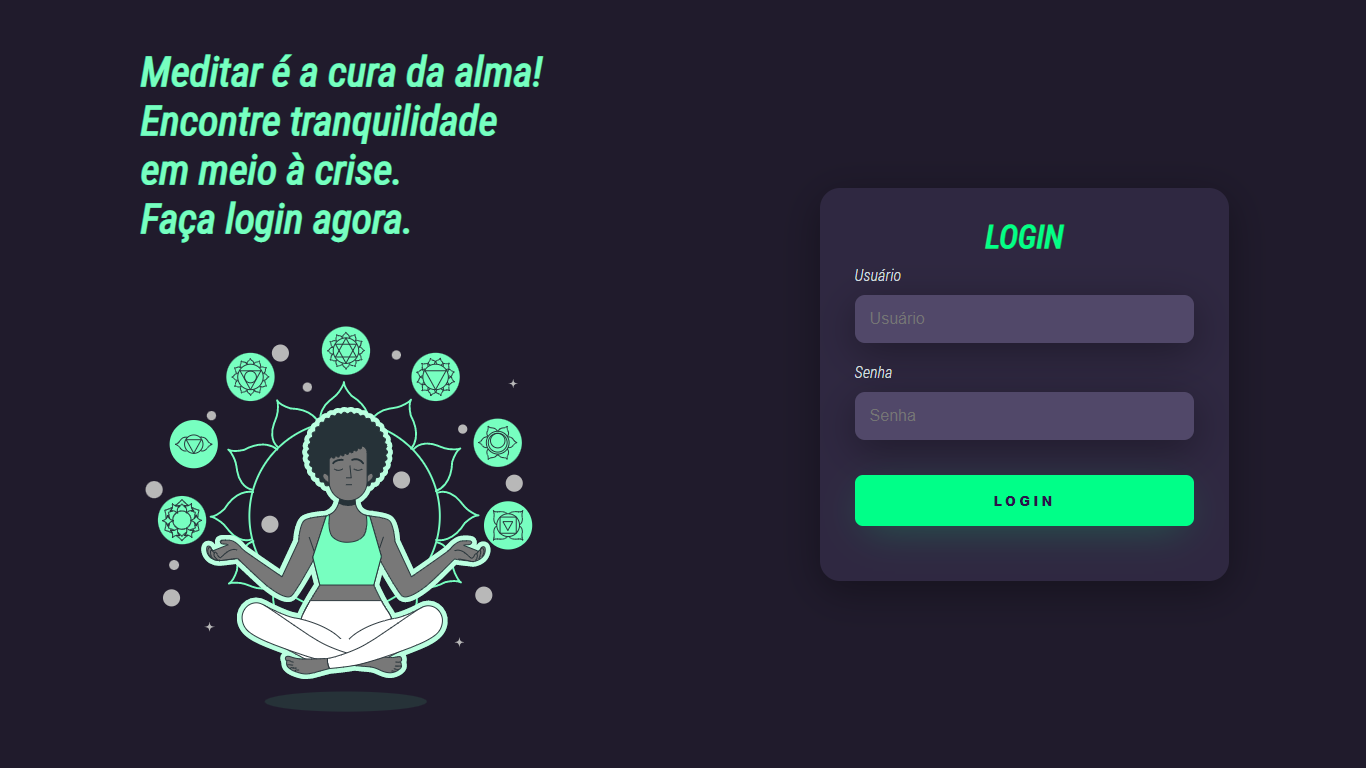 Meditar é a cura da alma!
Encontre tranquilidade
em meio à crise.
Faça login agora.
LOGIN
Usuário
Usuário
Senha
Senha
LOGIN